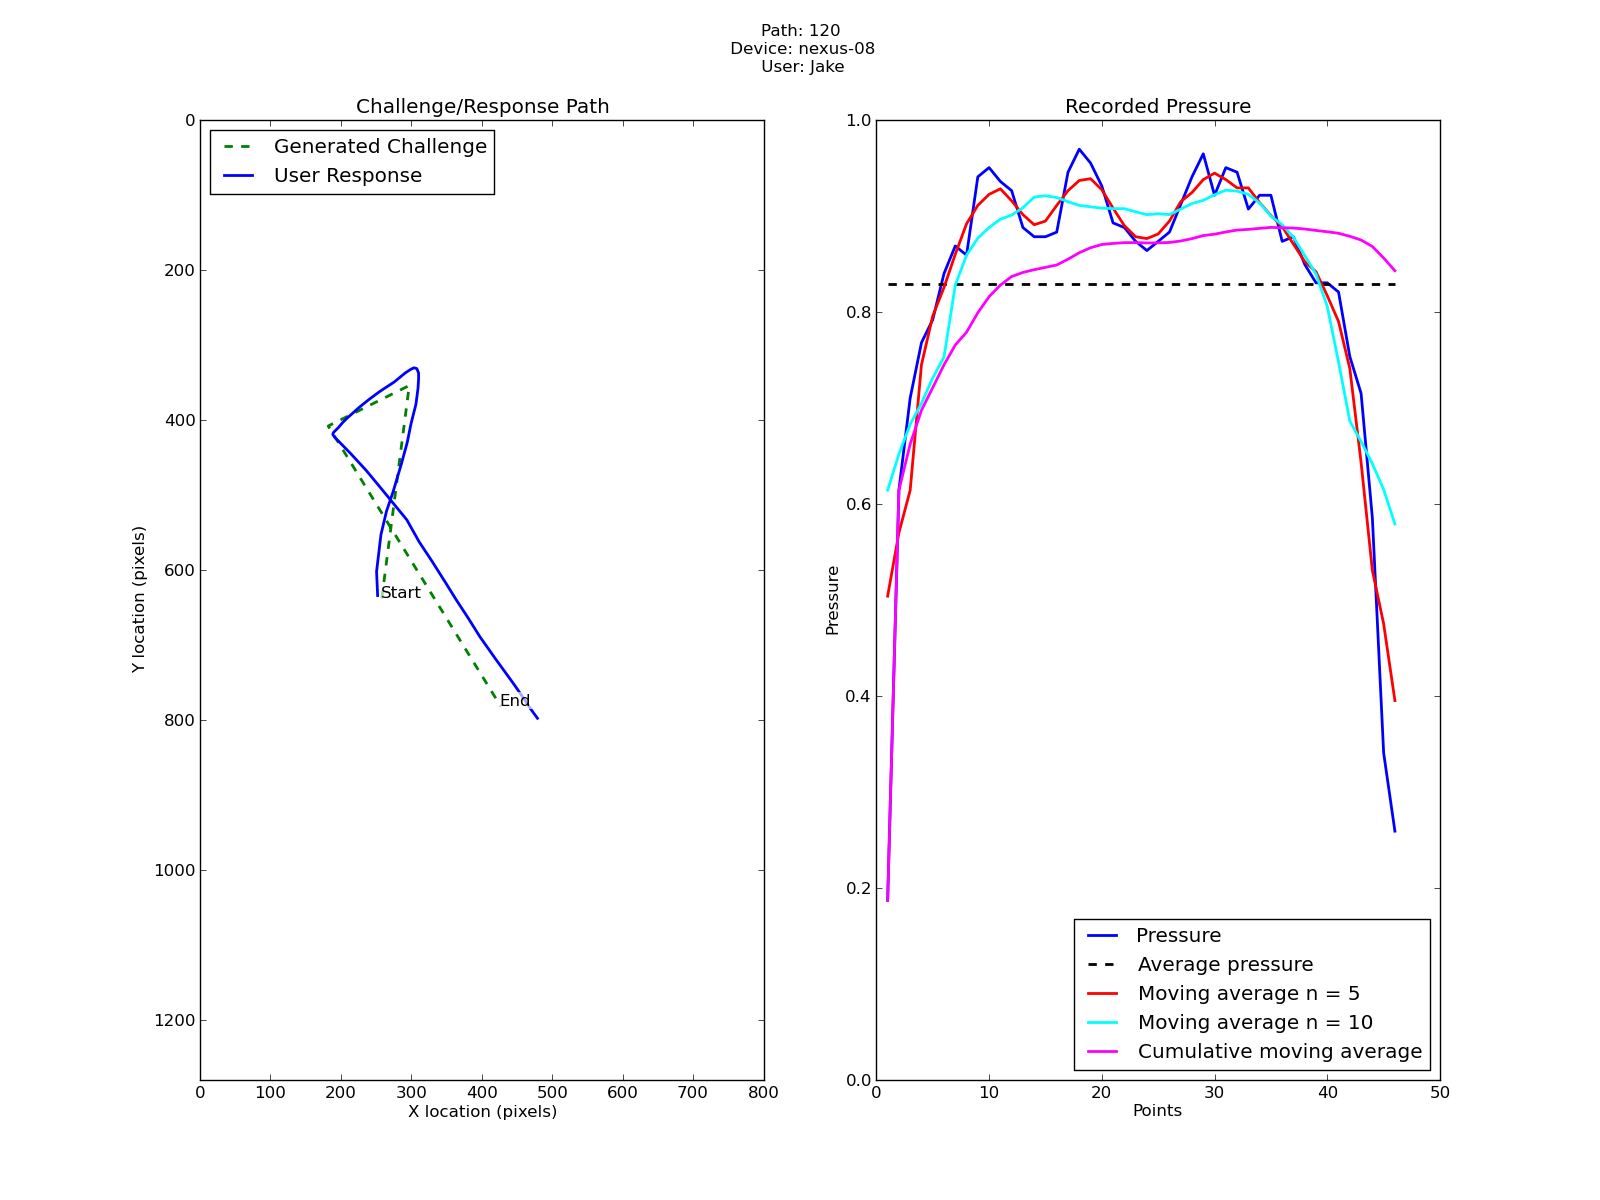 Path: 120
Device: nexus-08
User: Jake
Challenge/Response Path
Generated Challenge
User Response
0
200
400
600
800
1000
1200
Y location (pixels)
Start
End
0 100 200 300 400 500 600 700 800
X location (pixels)
Recorded Pressure
1.0
0.8
0.6
0.4
0.2
0.0
Pressure
Pressure
Average pressure
Moving average n = 5
Moving average n = 10
Cumulative moving average
0 10 20 30 40 50
Points